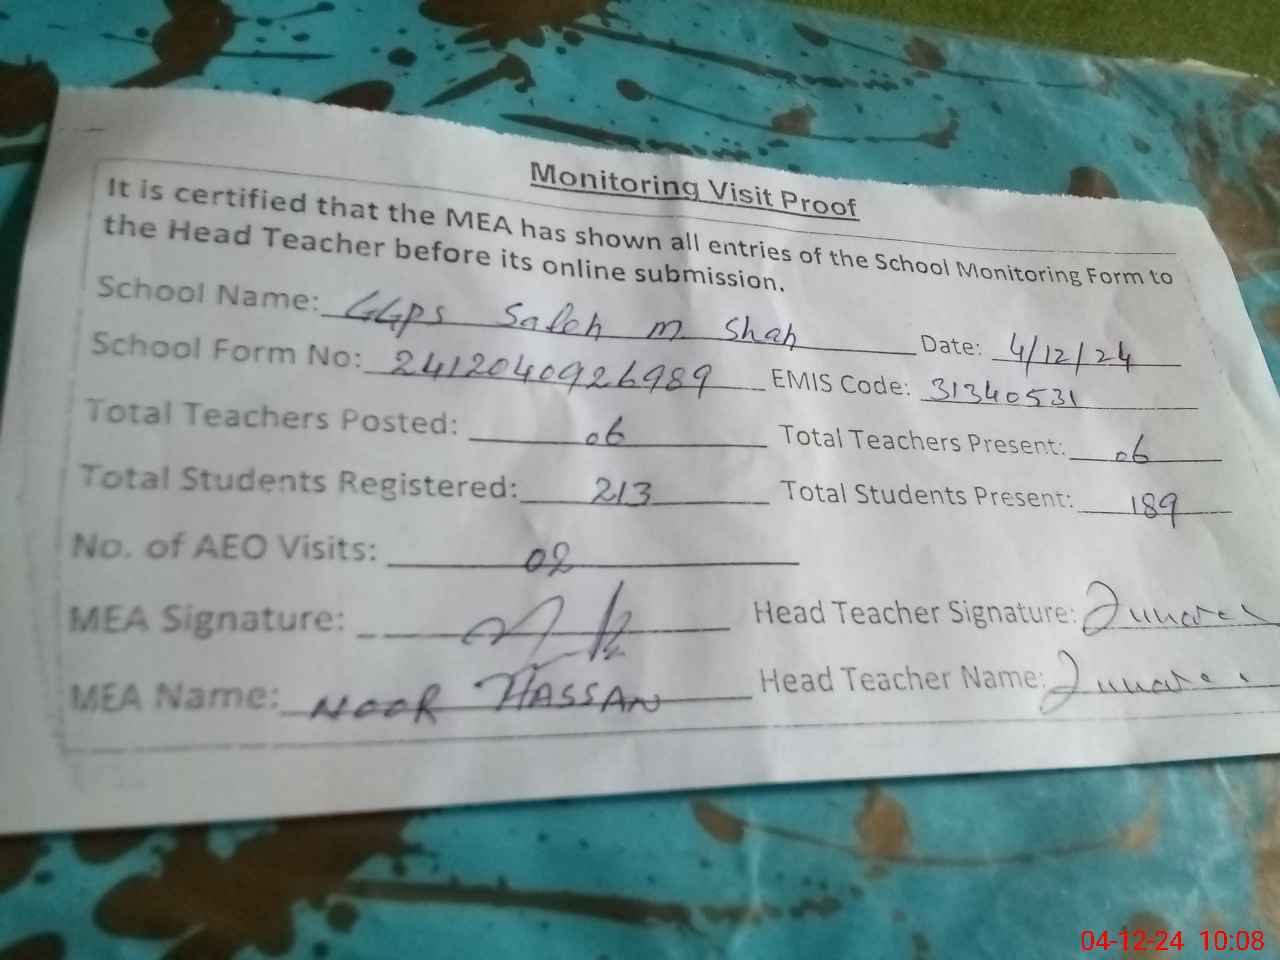 Monitoring Visit Proof
It is certified that the MEA has shown all entries of the School Monitoring Form to
the Head Teacher before its online submission.
School Name: GGPS Saleh M Shah Date: 4/12/24
School Form No: 2412040926989 EMIS Code: 31340531
Total Teachers Posted: 06 Total Teachers Present: 06
Total Students Registered: 213 Total Students Present: 189
No. of AEO Visits: 02
MEA Signature: Head Teacher Signature:
MEA Name: NOOR HASSAN Head Teacher Name:
04-12-24 10:08